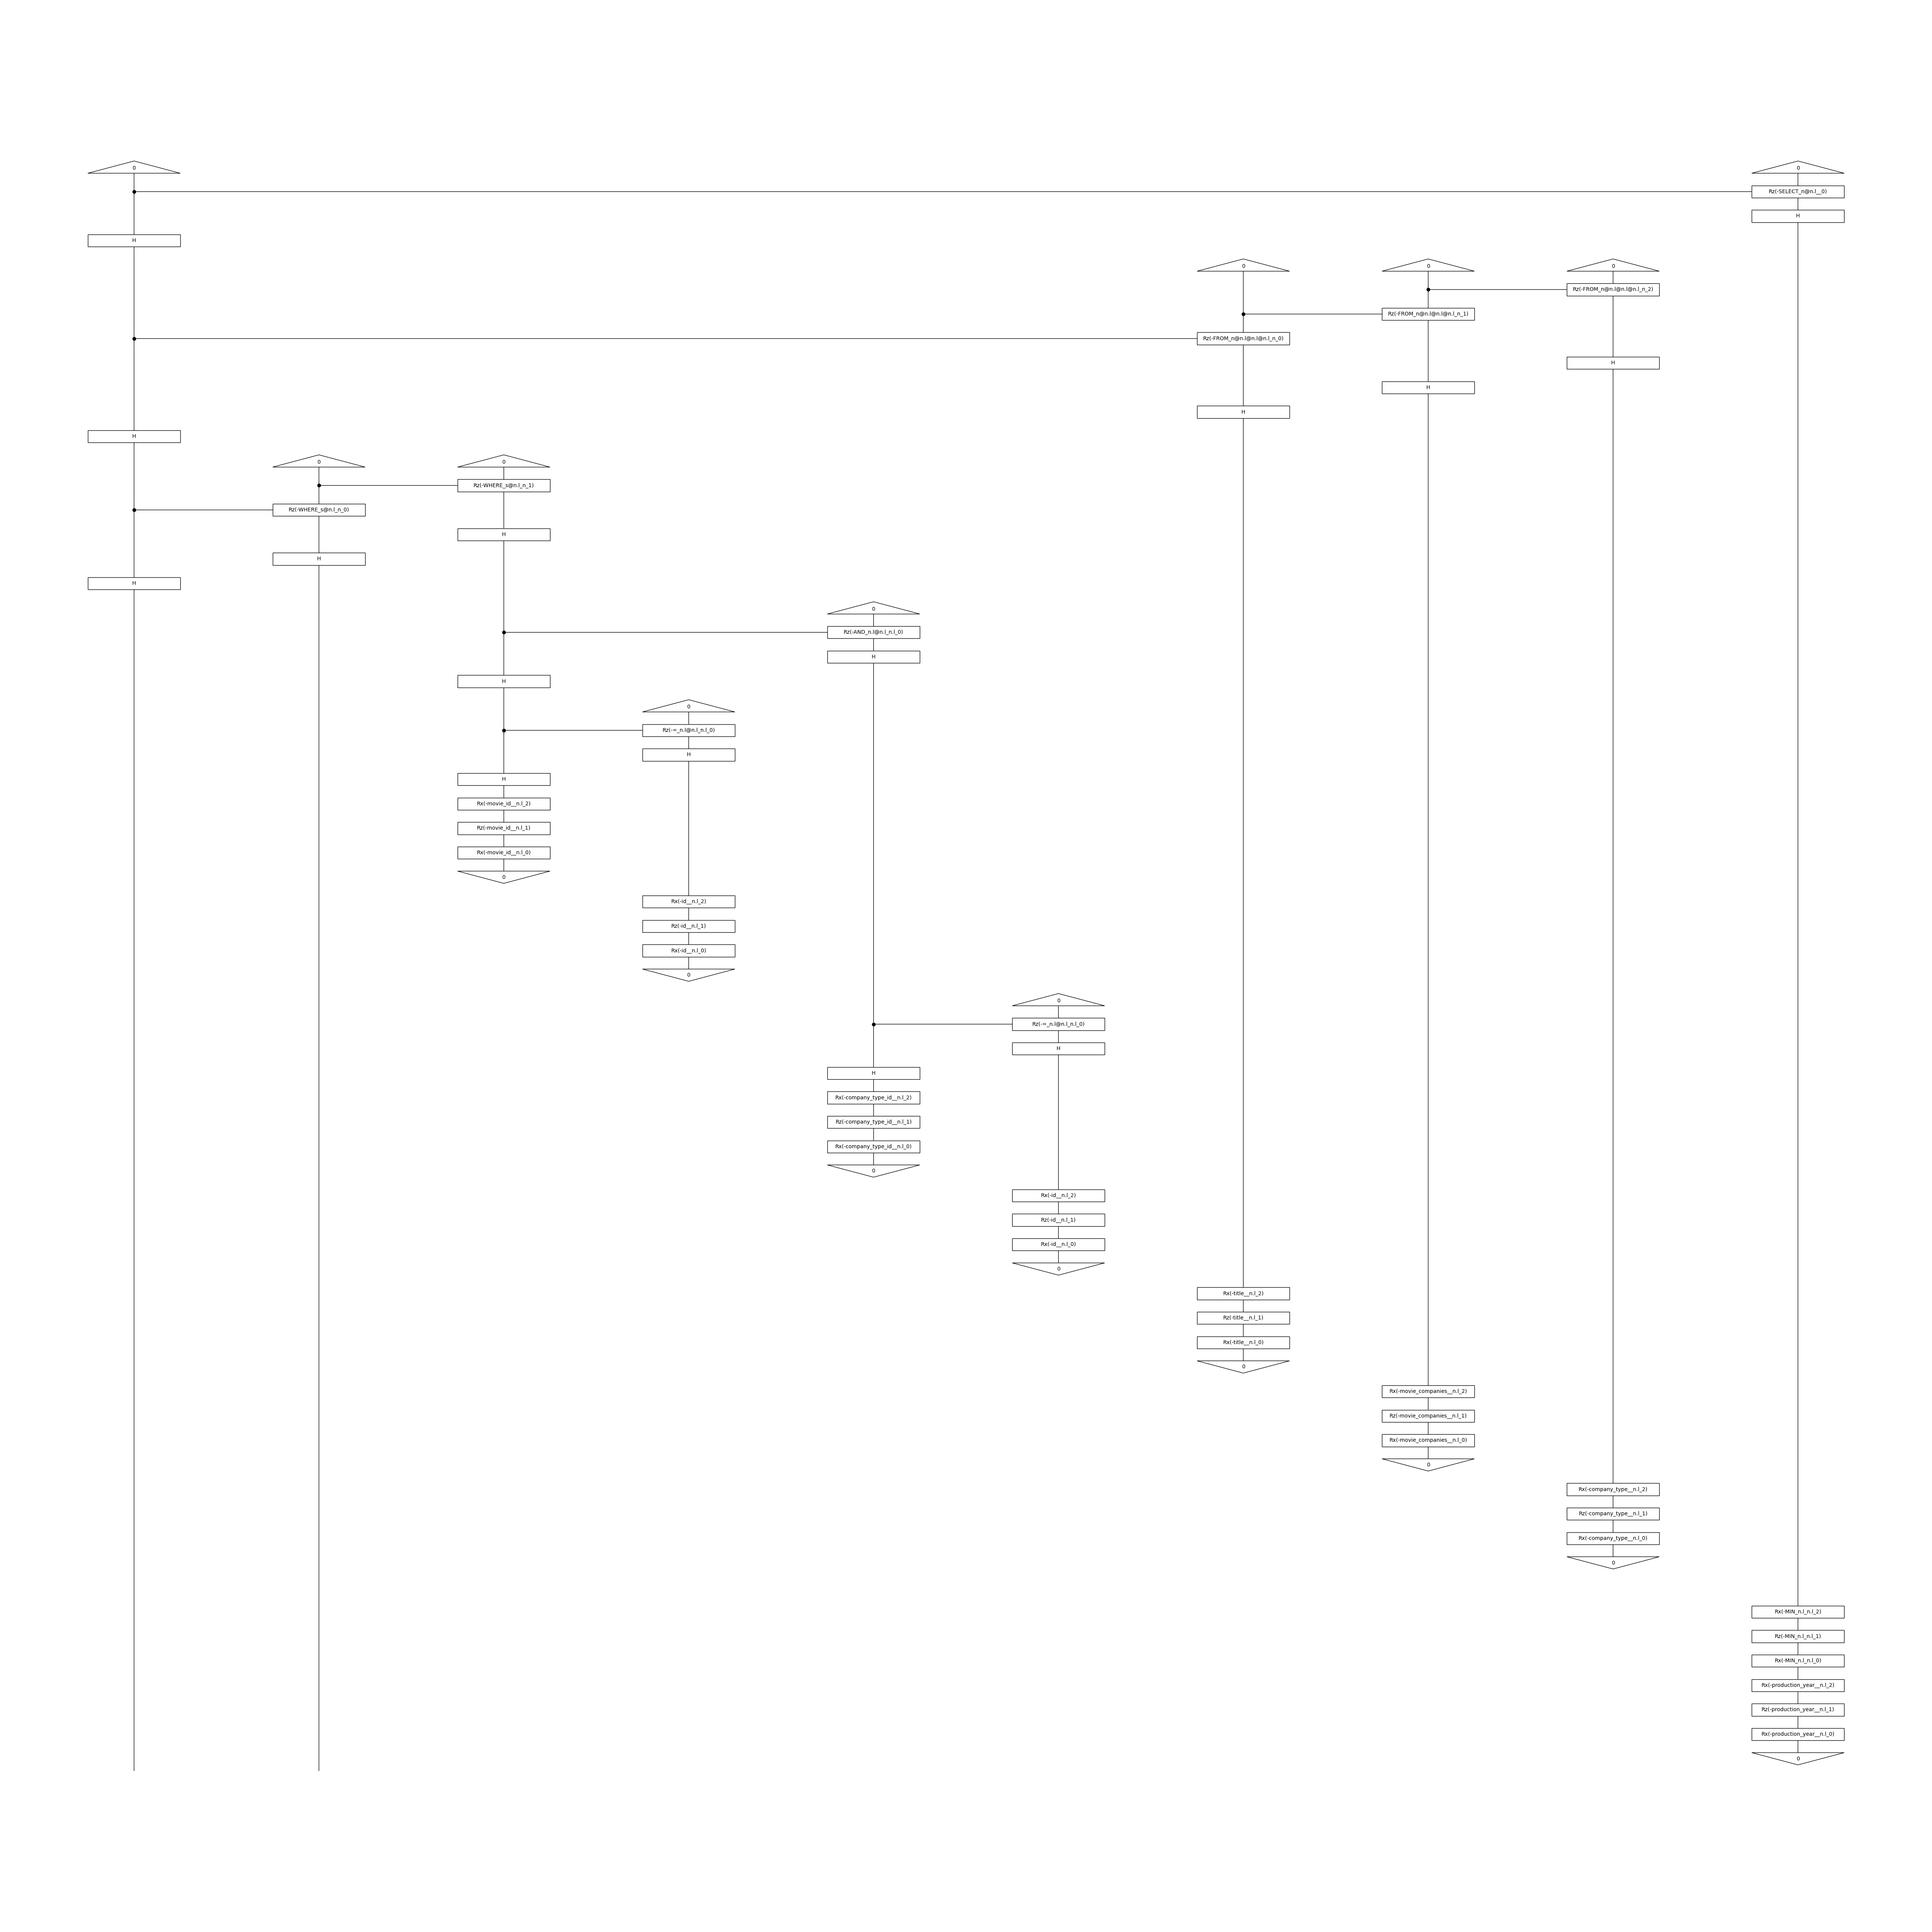 0
0
Rz(-SELECT_n@n.l__0)
H
H
0
0
0
Rz(-FROM_n@n.l@n.l@n.l_n_2)
Rz(-FROM_n@n.l@n.l@n.l_n_1)
Rz(-FROM_n@n.l@n.l@n.l_n_0)
H
H
H
H
0
0
Rz(-WHERE_s@n.l_n_1)
Rz(-WHERE_s@n.l_n_0)
H
H
H
0
Rz(-AND_n.l@n.l_n.l_0)
H
H
0
Rz(-=_n.l@n.l_n.l_0)
H
H
Rx(-movie_id__n.l_2)
Rz(-movie_id__n.l_1)
Rx(-movie_id__n.l_0)
0
Rx(-id__n.l_2)
Rz(-id__n.l_1)
Rx(-id__n.l_0)
0
0
Rz(-=_n.l@n.l_n.l_0)
H
H
Rx(-company_type_id__n.l_2)
Rz(-company_type_id__n.l_1)
Rx(-company_type_id__n.l_0)
0
Rx(-id__n.l_2)
Rz(-id__n.l_1)
Rx(-id__n.l_0)
0
Rx(-title__n.l_2)
Rz(-title__n.l_1)
Rx(-title__n.l_0)
0
Rx(-movie_companies__n.l_2)
Rz(-movie_companies__n.l_1)
Rx(-movie_companies__n.l_0)
0
Rx(-company_type__n.l_2)
Rz(-company_type__n.l_1)
Rx(-company_type__n.l_0)
0
Rx(-MIN_n.l_n.l_2)
Rz(-MIN_n.l_n.l_1)
Rx(-MIN_n.l_n.l_0)
Rx(-production_year__n.l_2)
Rz(-production_year__n.l_1)
Rx(-production_year__n.l_0)
0